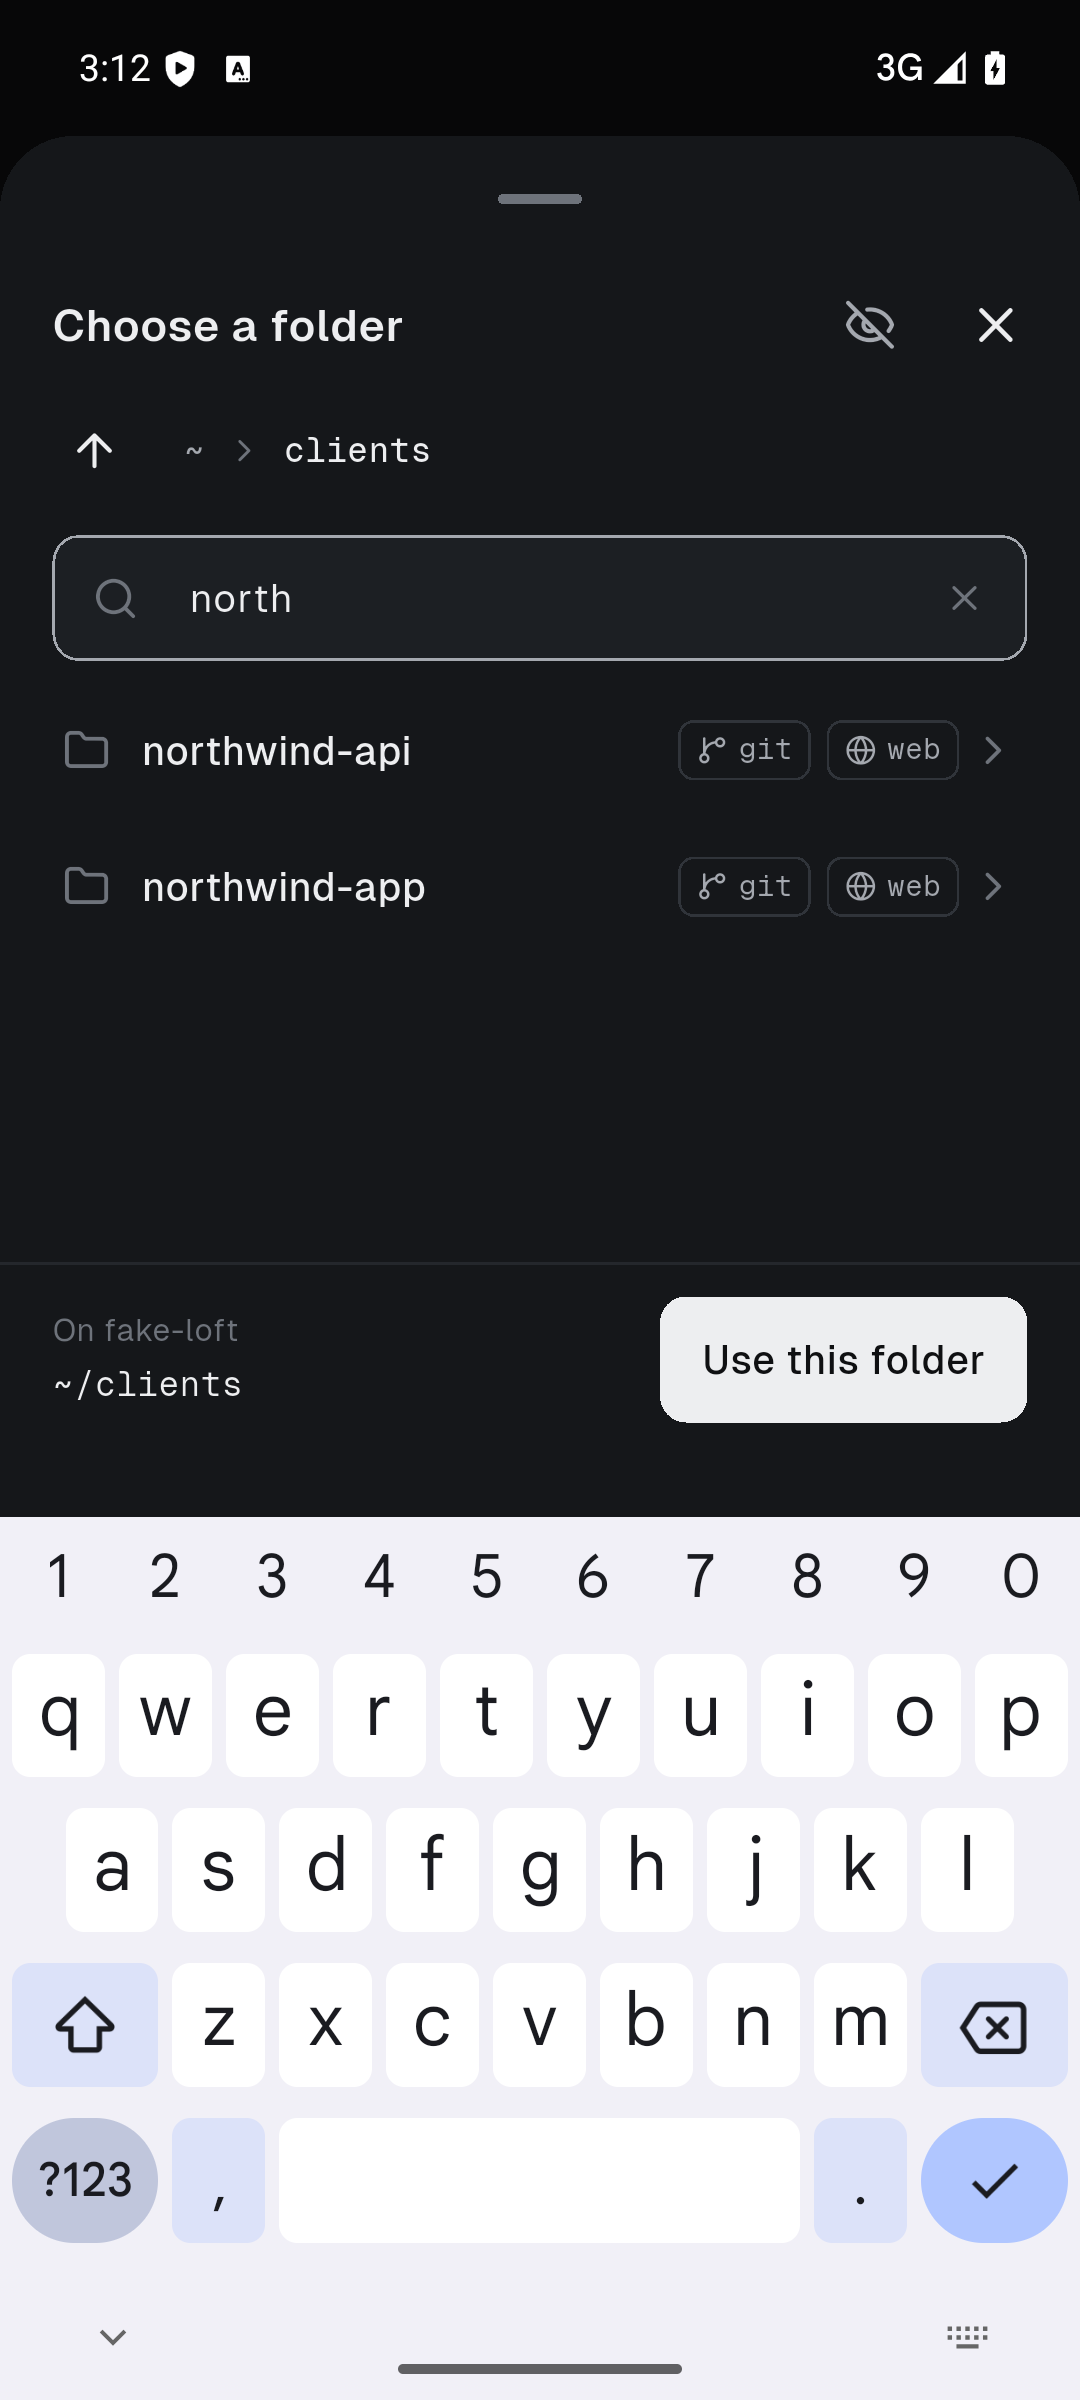 3:12
3G
Choose a folder
~ clients
north
northwind-api git web
northwind-app git web
On fake-loft
~/clients
Use this folder
1 2 3 4 5 6 7 8 9 0
q w e r t y u i o p
a s d f g h j k l
z x c v b n m
?123 , .